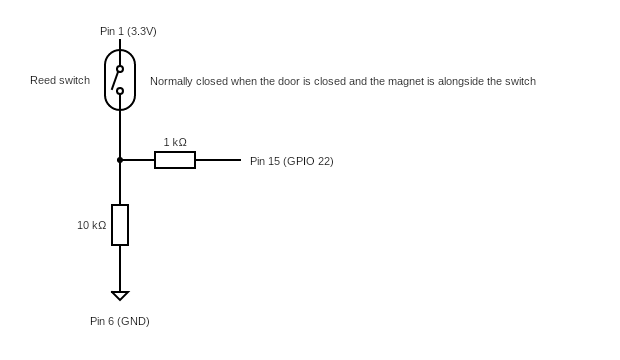 Pin 1 (3.3V)
Reed switch
Normally closed when the door is closed and the magnet is alongside the switch
1 kΩ
Pin 15 (GPIO 22)
10 kΩ
Pin 6 (GND)